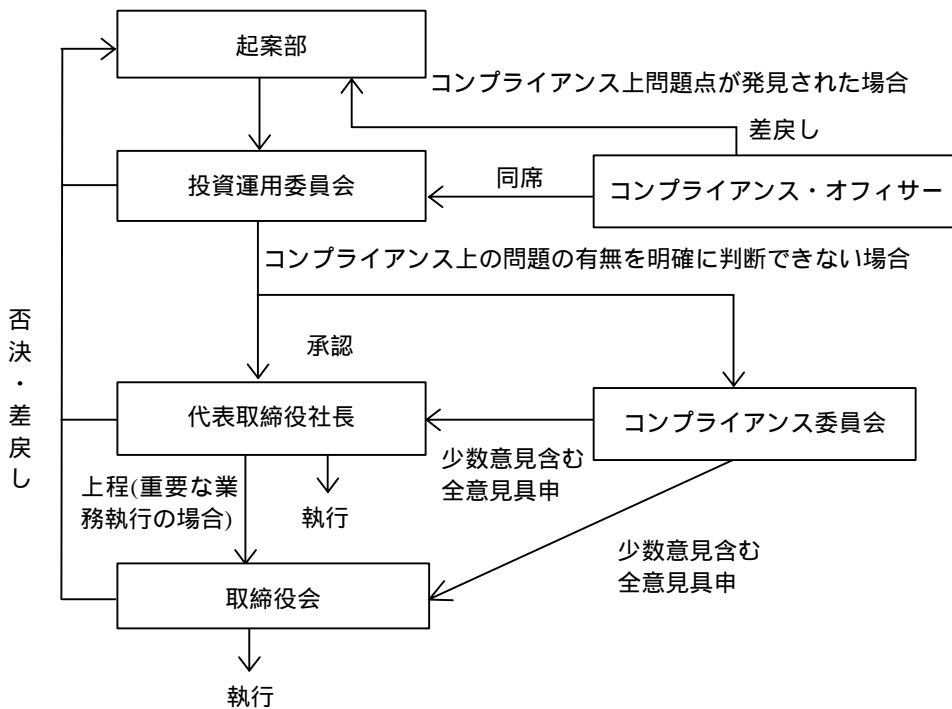 起案部
コンプライアンス上問題点が発見された場合
差戻し
投資運用委員会
同席
コンプライアンス・オフィサー
コンプライアンス上の問題の有無を明確に判断できない場合
否決・差戻し
承認
代表取締役社長
コンプライアンス委員会
少数意見含む
全意見具申
上程(重要な業
務執行の場合)
執行
少数意見含む
全意見具申
取締役会
執行